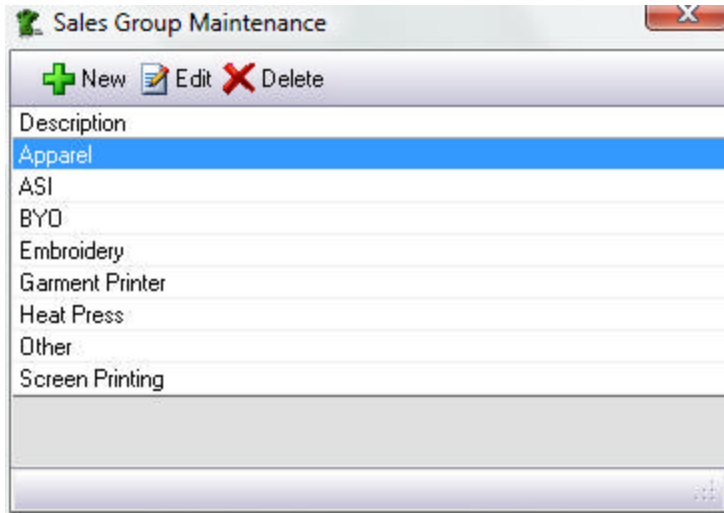 Sales Group Maintenance
New Edit Delete
Description
Apparel
ASI
BYO
Embroidery
Garment Printer
Heat Press
Other
Screen Printing